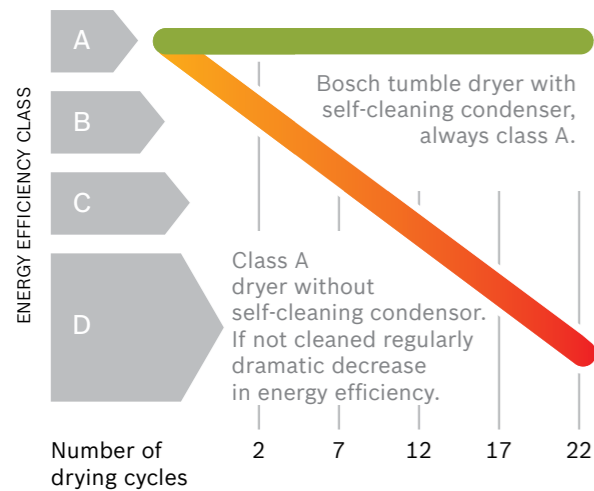 ENERGY EFFICIENCY CLASS
A
B
C
D
Bosch tumble dryer with
self-cleaning condenser,
always class A.
Class A
dryer without
self-cleaning condensor.
If not cleaned regularly
dramatic decrease
in energy efficiency.
Number of
drying cycles
2 7 12 17 22